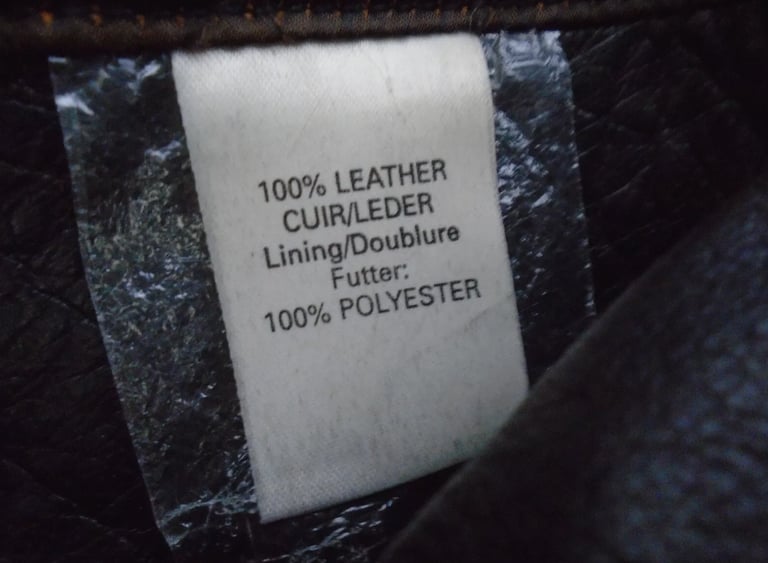 100% LEATHER
CUIR/LEDER
Lining/Doublure
Futter:
100% POLYESTER